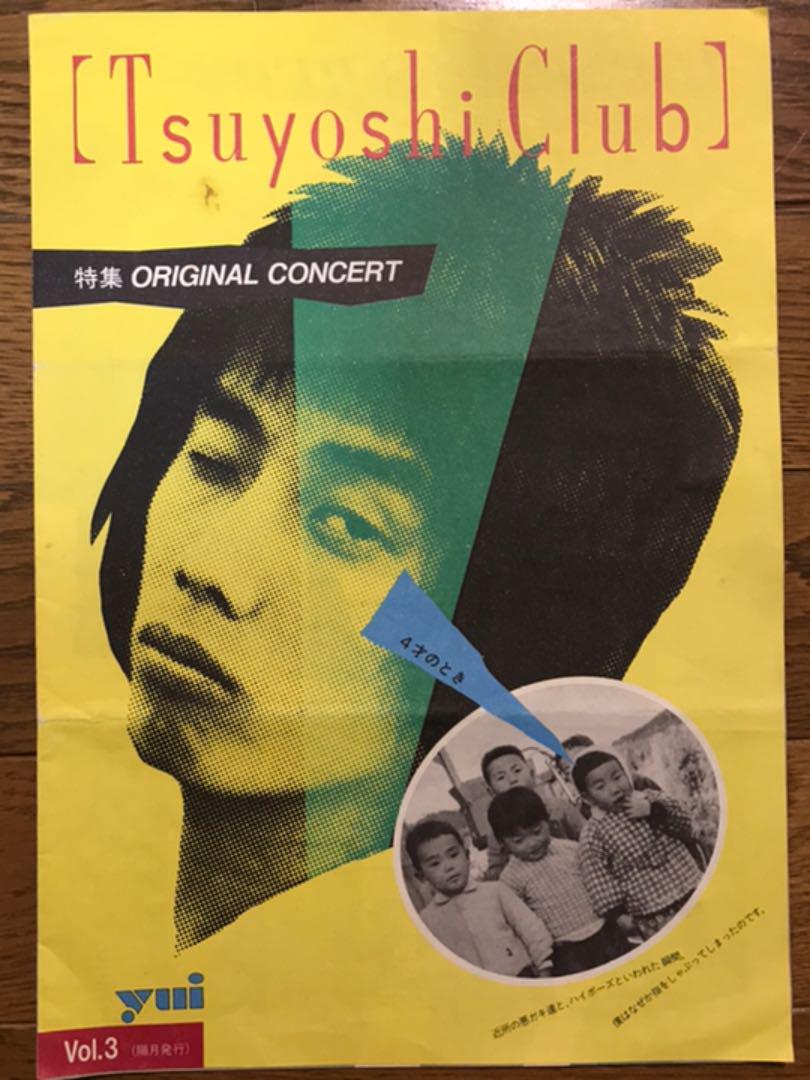 [Tsuyoshi Club]
特集 ORIGINAL CONCERT
4才のとき
近所の悪ガキ達と、ハイポーズといわれた瞬間、
僕はなぜか指をしゃぶってしまったのです。
yui
Vol.3 (隔月発行)